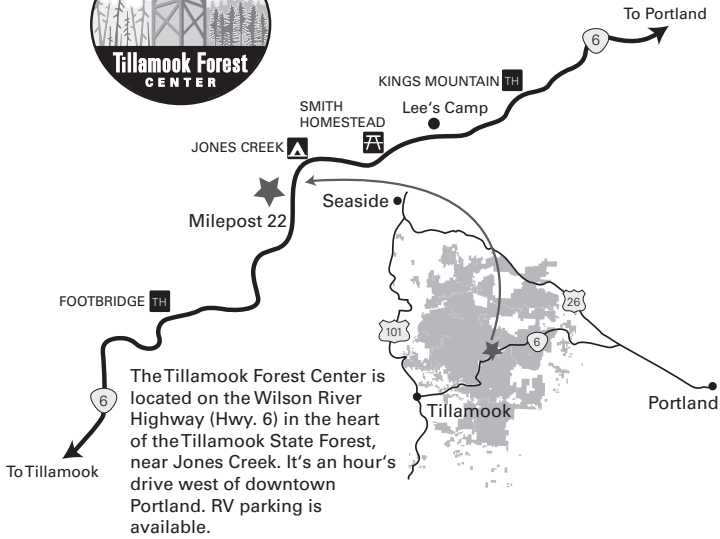 To Portland
6
Tillamook Forest
CENTER
KINGS MOUNTAIN TH
Lee's Camp
SMITH
HOMESTEAD
JONES CREEK
Seaside
Milepost 22
FOOTBRIDGE TH
26
101
6
6
Portland
Tillamook
To Tillamook
The Tillamook Forest Center is
located on the Wilson River
Highway (Hwy. 6) in the heart
of the Tillamook State Forest,
near Jones Creek. It's an hour's
drive west of downtown
Portland. RV parking is
available.